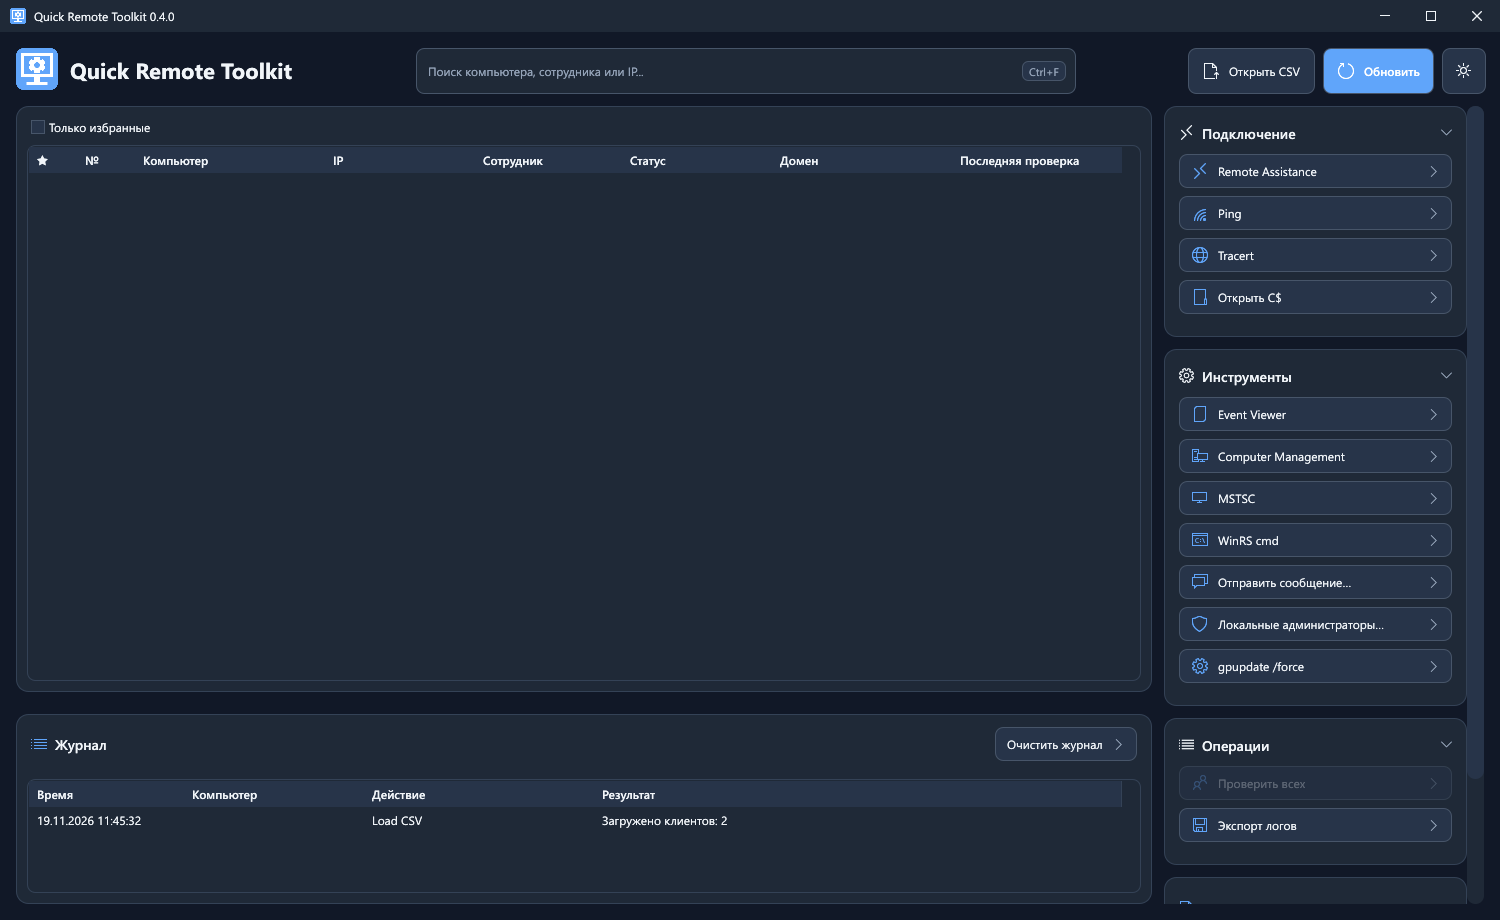 Quick Remote Toolkit 0.4.0
Quick Remote Toolkit
Поиск компьютера, сотрудника или IP...
Ctrl+F
Открыть CSV
Обновить
Только избранные
№ Компьютер IP Сотрудник Статус Домен Последняя проверка
Подключение
Remote Assistance
Ping
Tracert
Открыть C$
Инструменты
Event Viewer
Computer Management
MSTSC
WinRS cmd
Отправить сообщение...
Локальные администраторы...
gpupdate /force
Журнал
Очистить журнал
Время Компьютер Действие Результат
19.11.2026 11:45:32 Load CSV Загружено клиентов: 2
Операции
Проверить всех
Экспорт логов